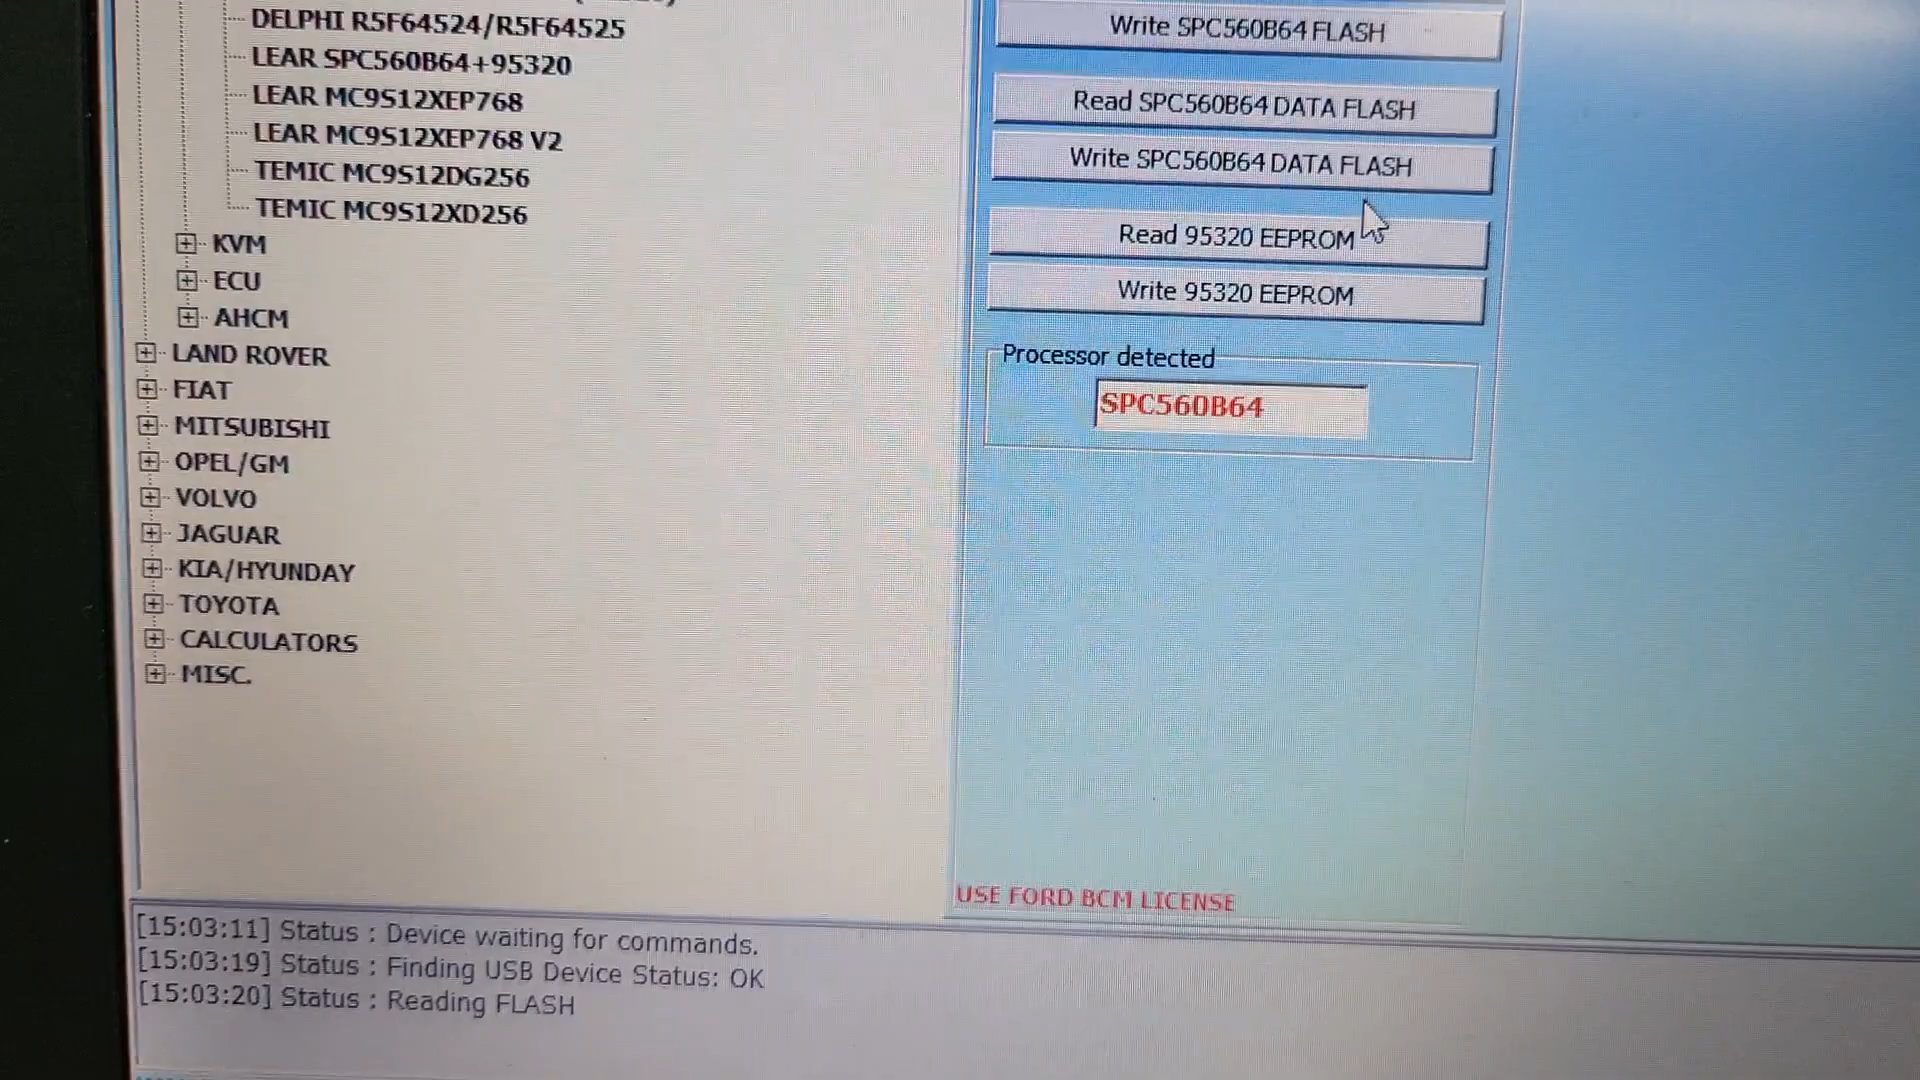 DELPHI R5F64524/R5F64525
LEAR SPC560B64+95320
LEAR MC9S12XEP768
LEAR MC9S12XEP768 V2
TEMIC MC9S12DG256
TEMIC MC9S12XD256
KVM
ECU
AHCM
LAND ROVER
FIAT
MITSUBISHI
OPEL/GM
VOLVO
JAGUAR
KIA/HYUNDAY
TOYOTA
CALCULATORS
MISC.
Write SPC560B64 FLASH
Read SPC560B64 DATA FLASH
Write SPC560B64 DATA FLASH
Read 95320 EEPROM
Write 95320 EEPROM
Processor detected
SPC560B64
USE FORD BCM LICENSE
[15:03:11] Status : Device waiting for commands.
[15:03:19] Status : Finding USB Device Status: OK
[15:03:20] Status : Reading FLASH